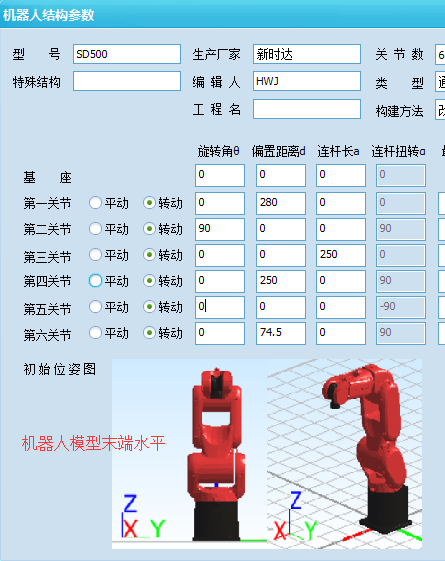 机器人结构参数
型 号 SD500 生产厂家 新时达 关 节 数 6
特殊结构 编 辑 人 HWJ 类 型
工 程 名 构建方法
旋转角θ 偏置距离d 连杆长a 连杆扭转α
基 座 0 0 0 0
第一关节 平动 转动 0 280 0 0
第二关节 平动 转动 90 0 0 90
第三关节 平动 转动 0 0 250 0
第四关节 平动 转动 0 250 0 90
第五关节 平动 转动 0 0 0 -90
第六关节 平动 转动 0 74.5 0 90
初始位姿图
机器人模型末端水平
Z X Y
Z X Y